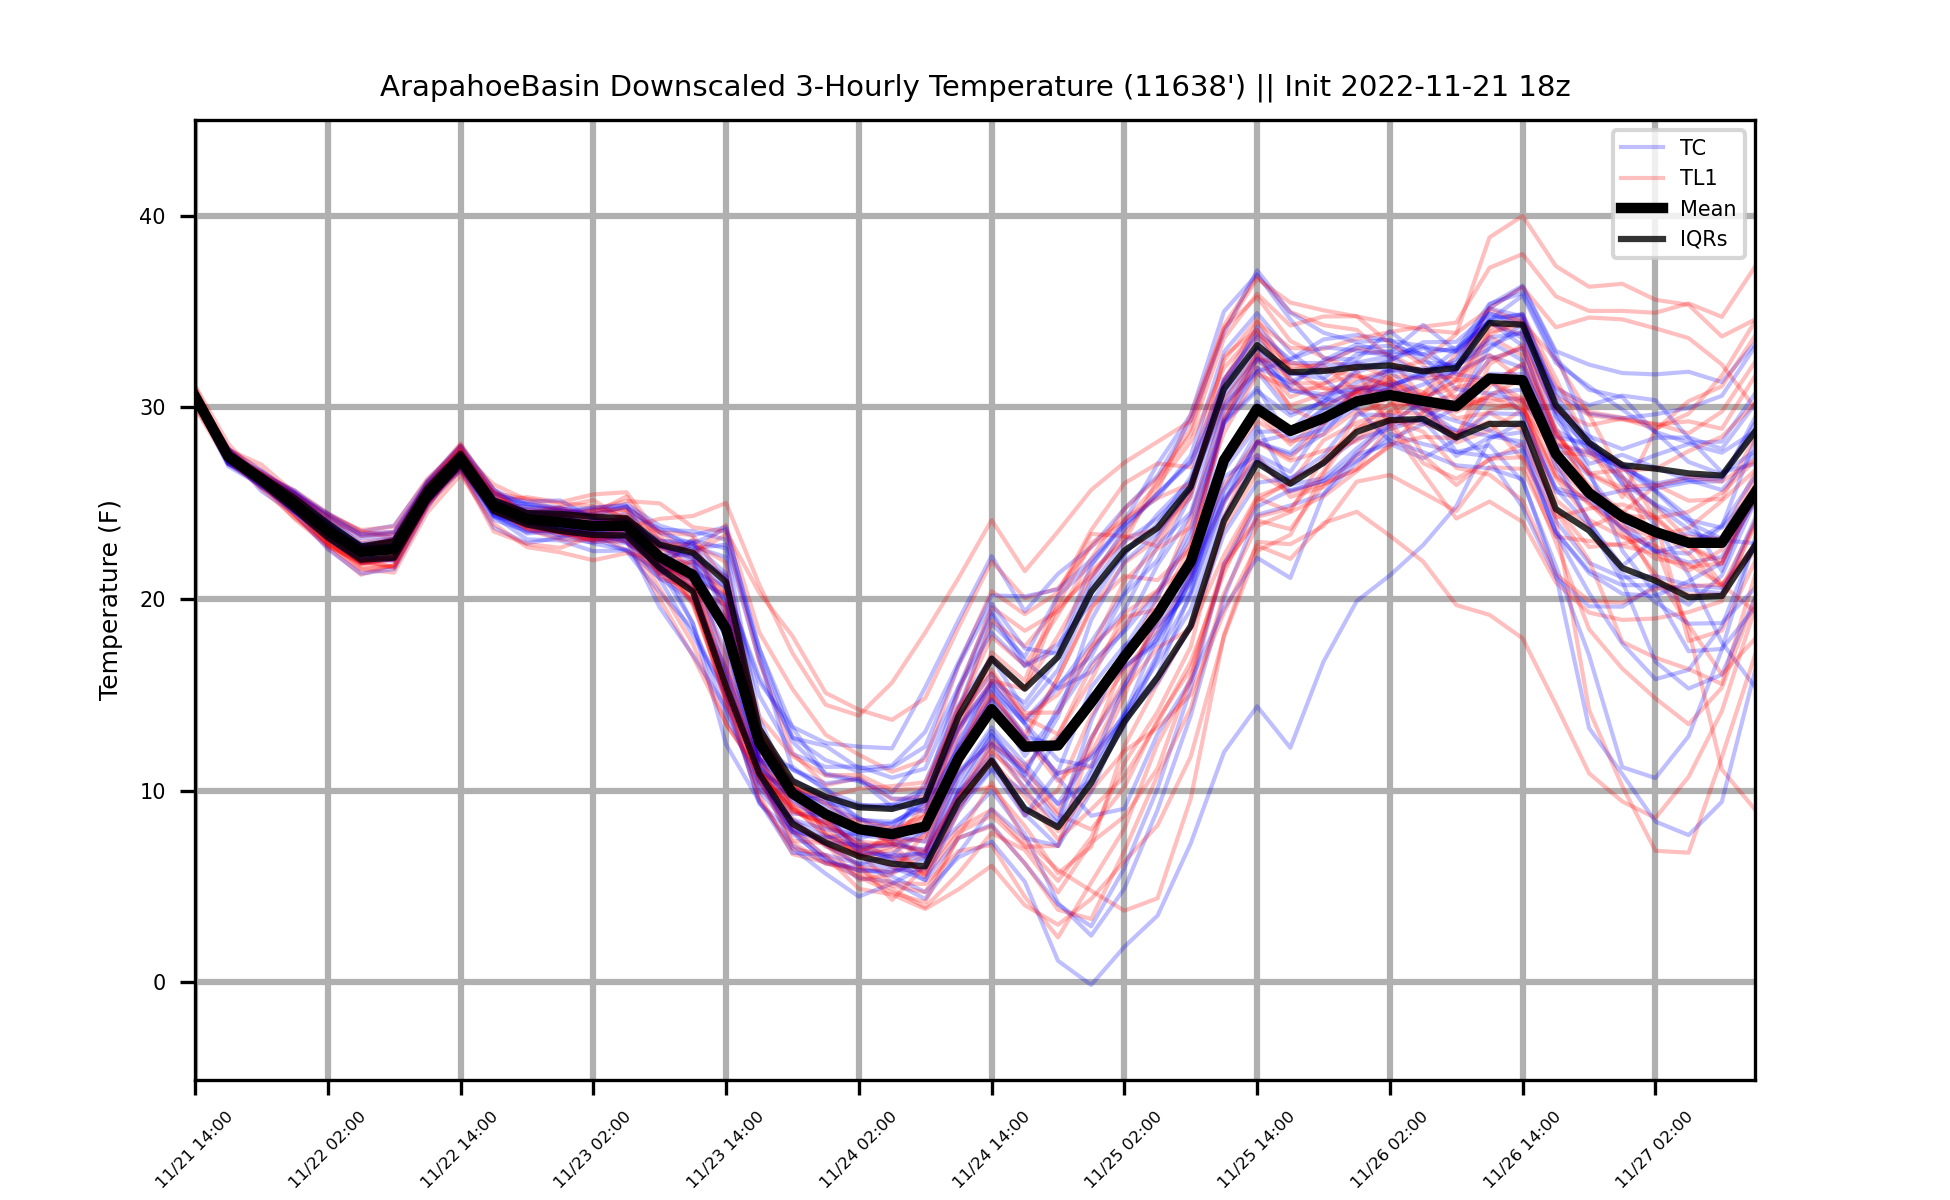 ArapahoeBasin Downscaled 3-Hourly Temperature (11638') || Init 2022-11-21 18z
TC
TL1
Mean
IQRs
Temperature (F)
40
30
20
10
0
11/21 14:00
11/22 02:00
11/22 14:00
11/23 02:00
11/23 14:00
11/24 02:00
11/24 14:00
11/25 02:00
11/25 14:00
11/26 02:00
11/26 14:00
11/27 02:00